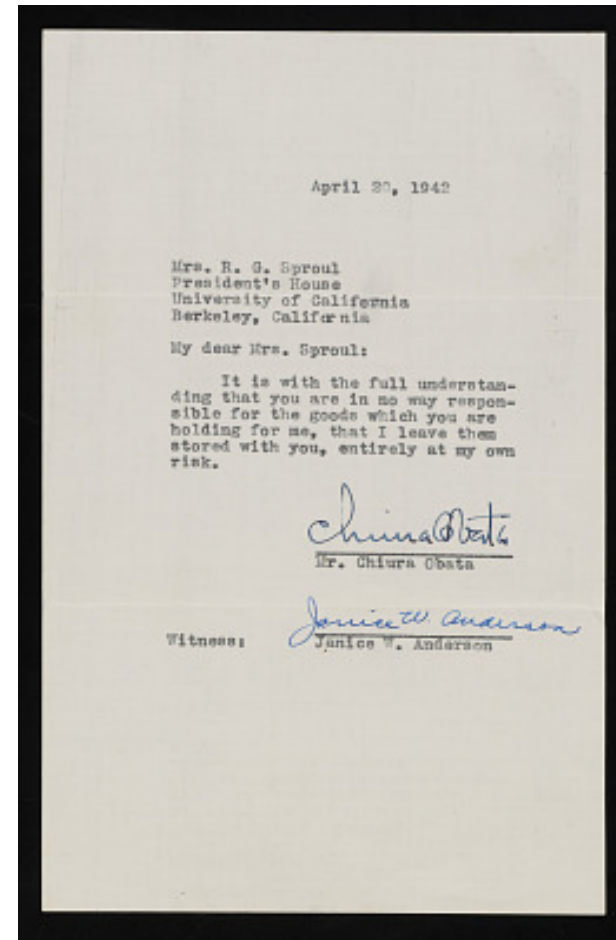 April 20, 1942
Mrs. R. G. Sproul
President's House
University of California
Berkeley, California
My dear Mrs. Sproul:
It is with the full understan-
ding that you are in no way respon-
sible for the goods which you are
holding for me, that I leave them
stored with you, entirely at my own
risk.
Chiura Obata
Mr. Chiura Obata
Janice W. Anderson
Witness: Janice W. Anderson